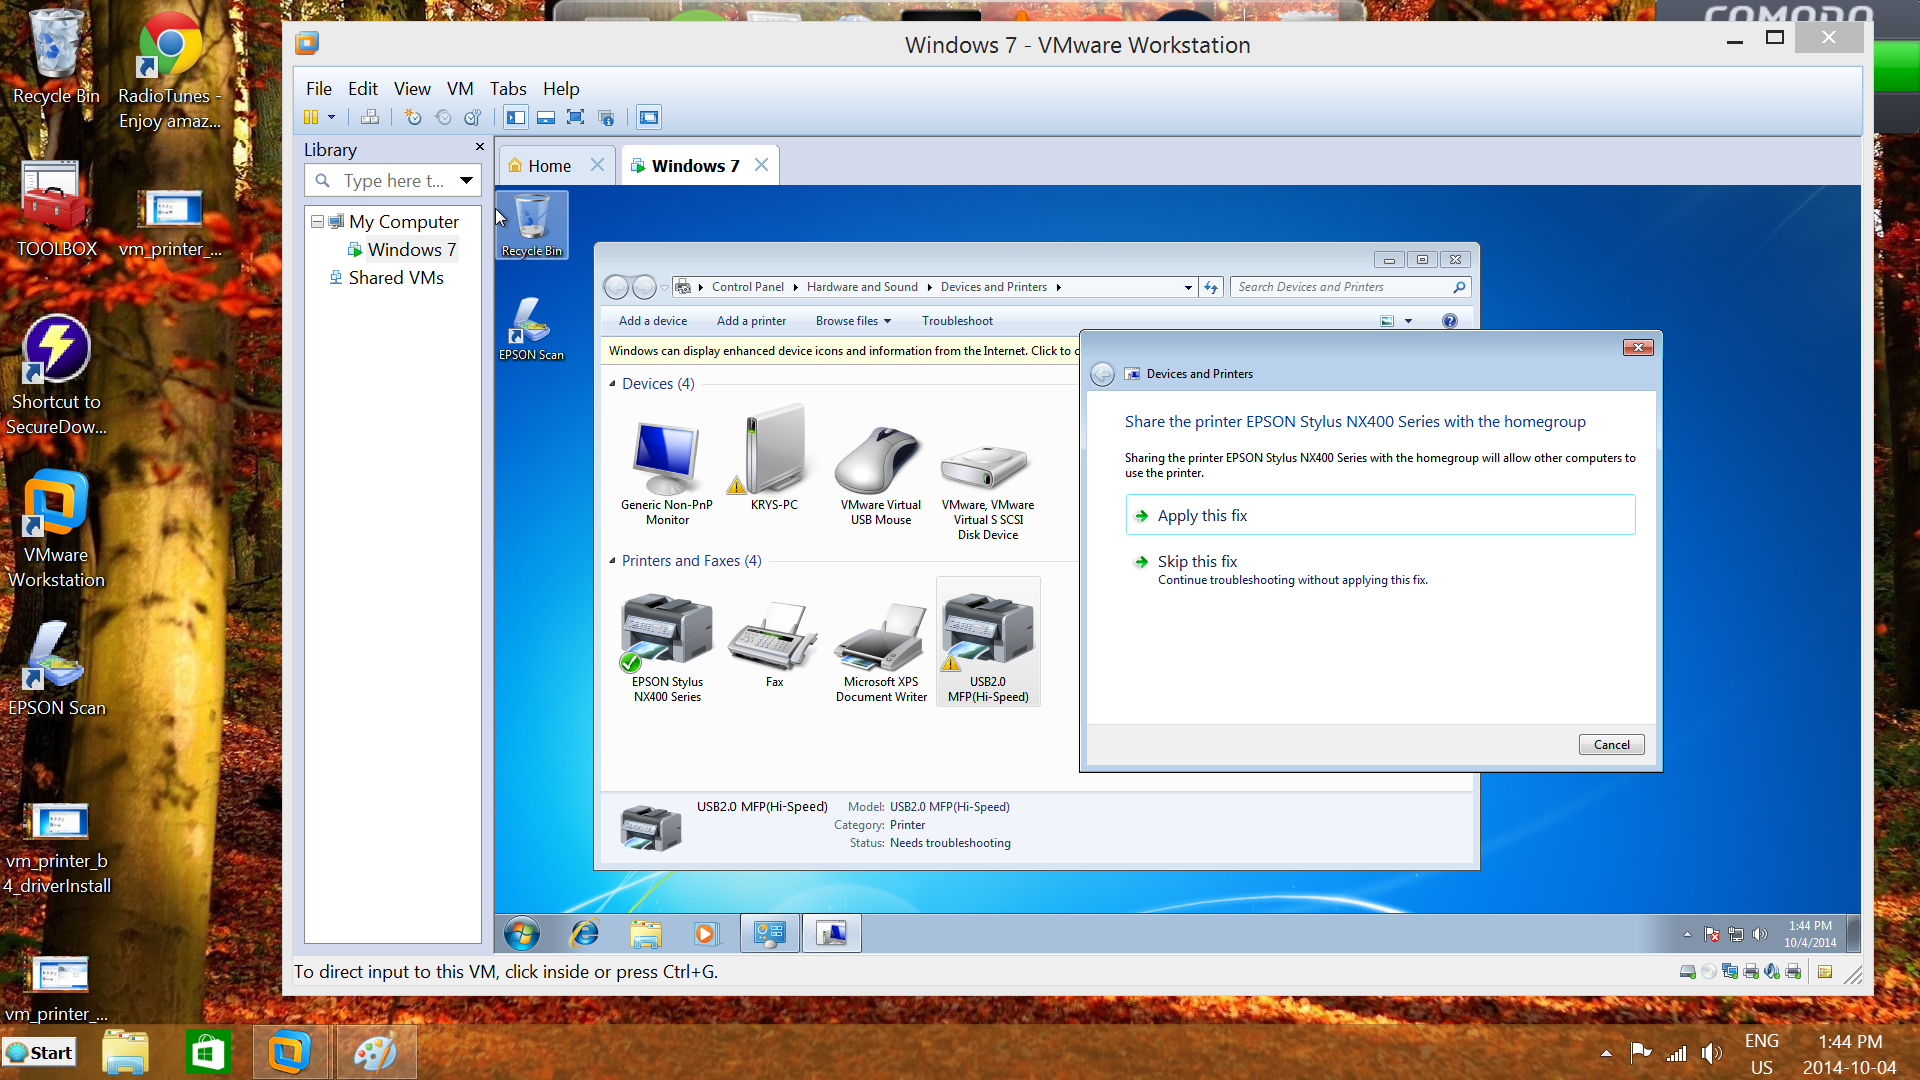 Recycle Bin
RadioTunes -
Enjoy amaz...
TOOLBOX
vm_printer_...
Shortcut to
SecureDow...
VMware
Workstation
EPSON Scan
vm_printer_b
4_driverInstall
vm_printer_...
COMODO
Windows 7 - VMware Workstation
File Edit View VM Tabs Help
Library
Type here t...
My Computer
Windows 7
Shared VMs
Home
Windows 7
Recycle Bin
EPSON Scan
Control Panel Hardware and Sound Devices and Printers
Search Devices and Printers
Add a device Add a printer Browse files Troubleshoot
Windows can display enhanced device icons and information from the Internet. Click to c
Devices (4)
Generic Non-PnP
Monitor
KRYS-PC
VMware Virtual
USB Mouse
VMware, VMware
Virtual S SCSI
Disk Device
Printers and Faxes (4)
EPSON Stylus
NX400 Series
Fax
Microsoft XPS
Document Writer
USB2.0
MFP(Hi-Speed)
USB2.0 MFP(Hi-Speed)
Model: USB2.0 MFP(Hi-Speed)
Category: Printer
Status: Needs troubleshooting
Devices and Printers
Share the printer EPSON Stylus NX400 Series with the homegroup
Sharing the printer EPSON Stylus NX400 Series with the homegroup will allow other computers to
use the printer.
Apply this fix
Skip this fix
Continue troubleshooting without applying this fix.
Cancel
1:44 PM
10/4/2014
To direct input to this VM, click inside or press Ctrl+G.
Start
ENG
US
1:44 PM
2014-10-04